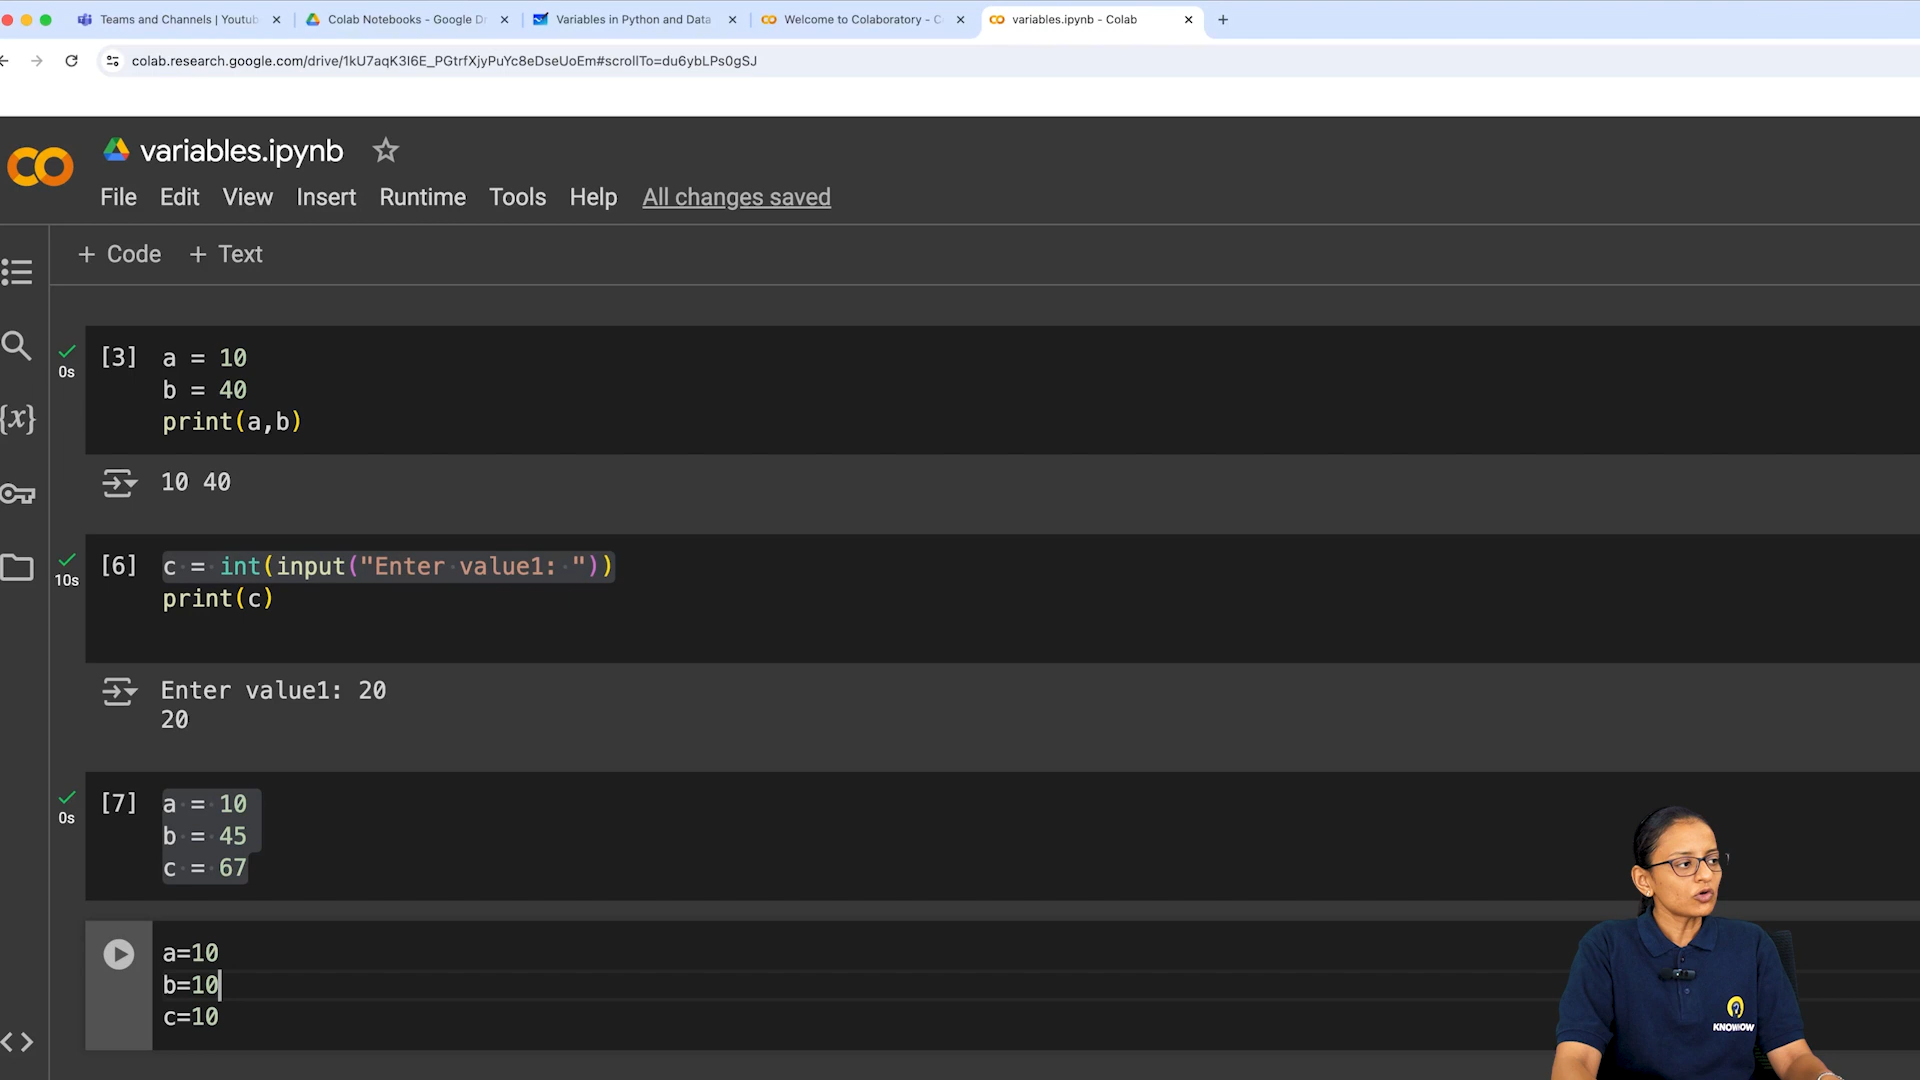 Teams and Channels | Youtub
Colab Notebooks - Google Dr
Variables in Python and Data
Welcome to Colaboratory - C
variables.ipynb - Colab
colab.research.google.com/drive/1kU7aqK3I6E_PGtrfXjyPuYc8eDseUoEm#scrollTo=du6ybLPs0gSJ
variables.ipynb
File Edit View Insert Runtime Tools Help All changes saved
+ Code + Text
{x}
[3] a = 10
0s
b = 40
print(a,b)
10 40
[6] c = int(input("Enter value1: "))
10s
print(c)
Enter value1: 20
20
[7] a = 10
0s
b = 45
c = 67
a=10
b=10
c=10
KNOWIOW